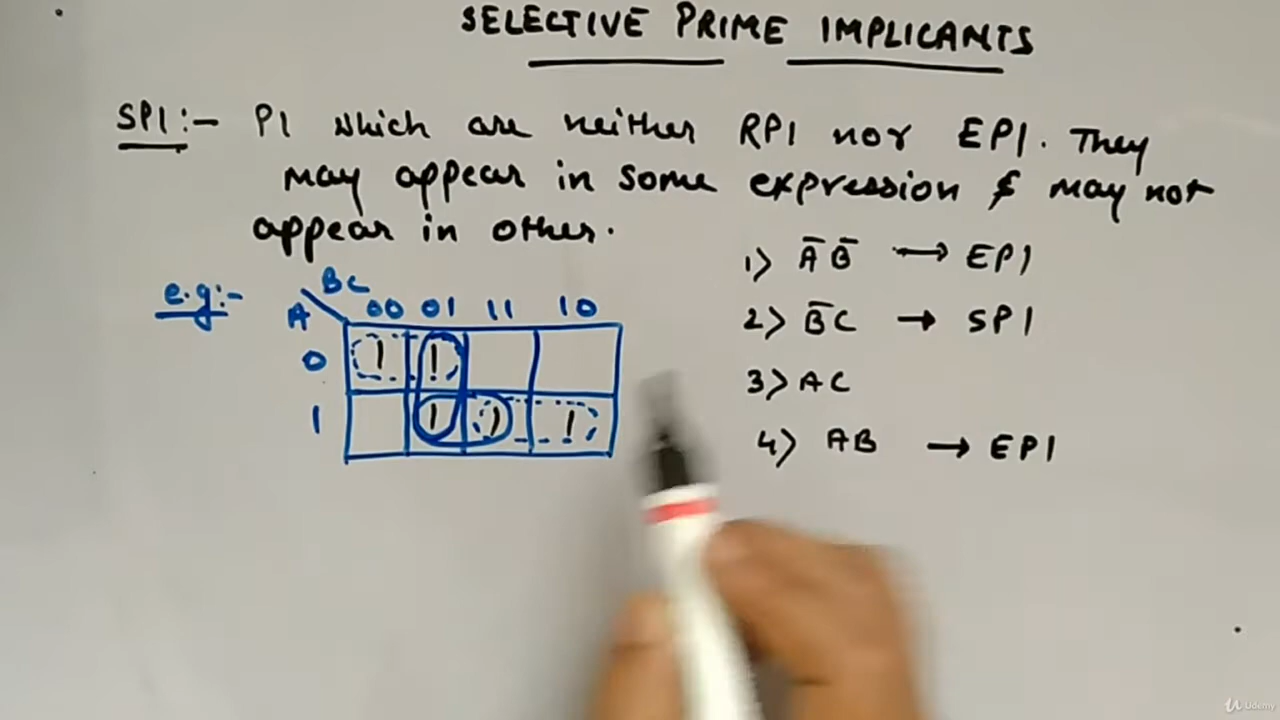 SELECTIVE PRIME IMPLICANTS
SPI:- PI which are neither RPI nor EPI. They
may appear in some expression & may not
appear in other.
1) A̅ B̅ → EPI
2) B̅ C → SPI
3) A C
4) A B → EPI
e.g:-
BC
A 00 01 11 10
0 1 1
1 1 1 1
Udemy